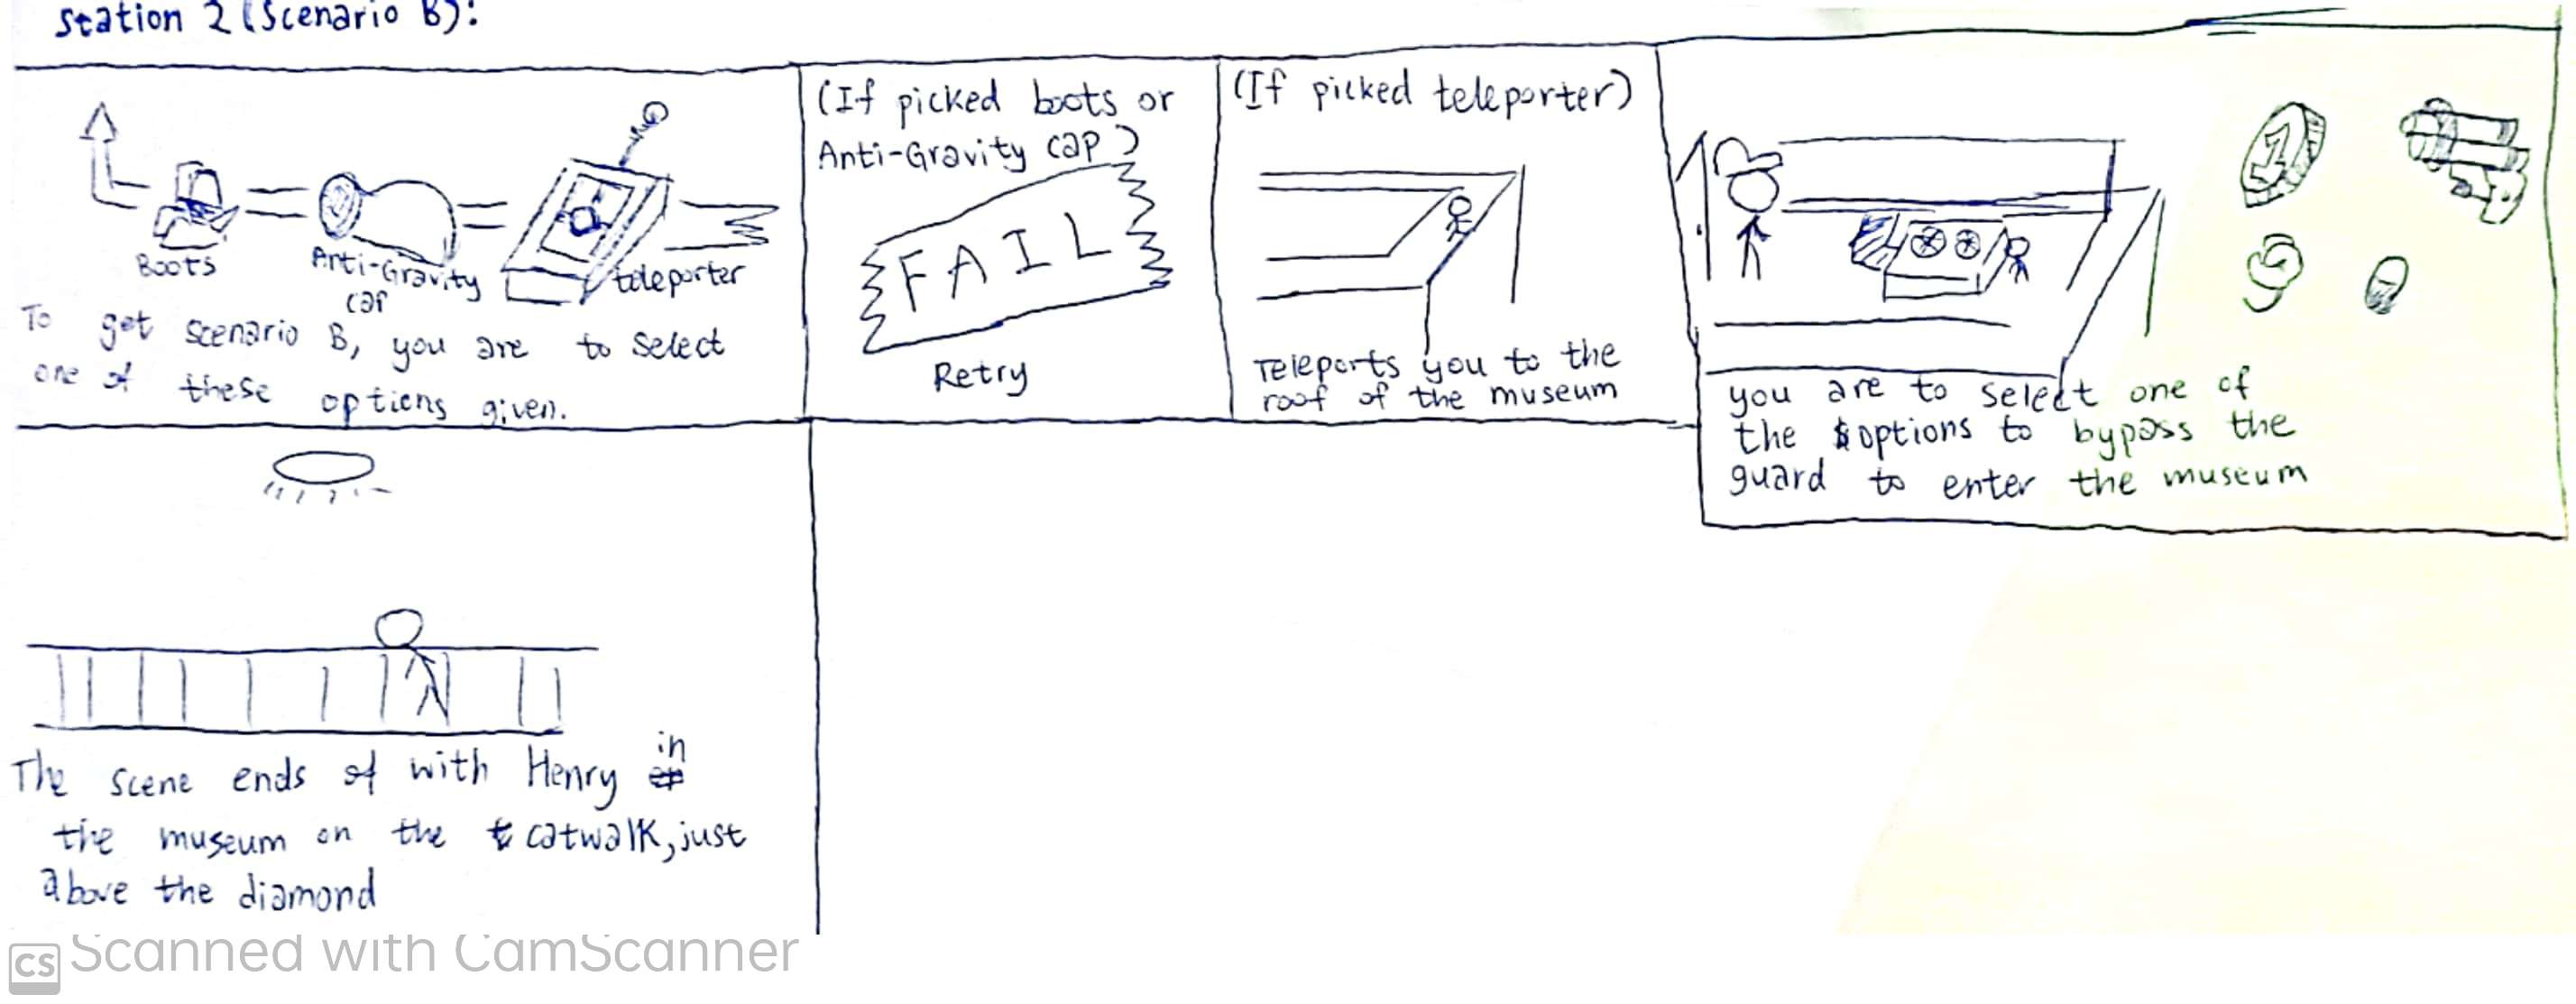 Station 2 (Scenario B):
Boots
Anti-Gravity
cap
teleporter
To get scenario B, you are to select
one of these options given.
(If picked boots or
Anti-Gravity cap)
FAIL
Retry
(If picked teleporter)
Teleports you to the
roof of the museum
1
you are to select one of
the options to bypass the
guard to enter the museum
The scene ends of with Henry in
the museum on the catwalk, just
above the diamond
CS Scanned with CamScanner